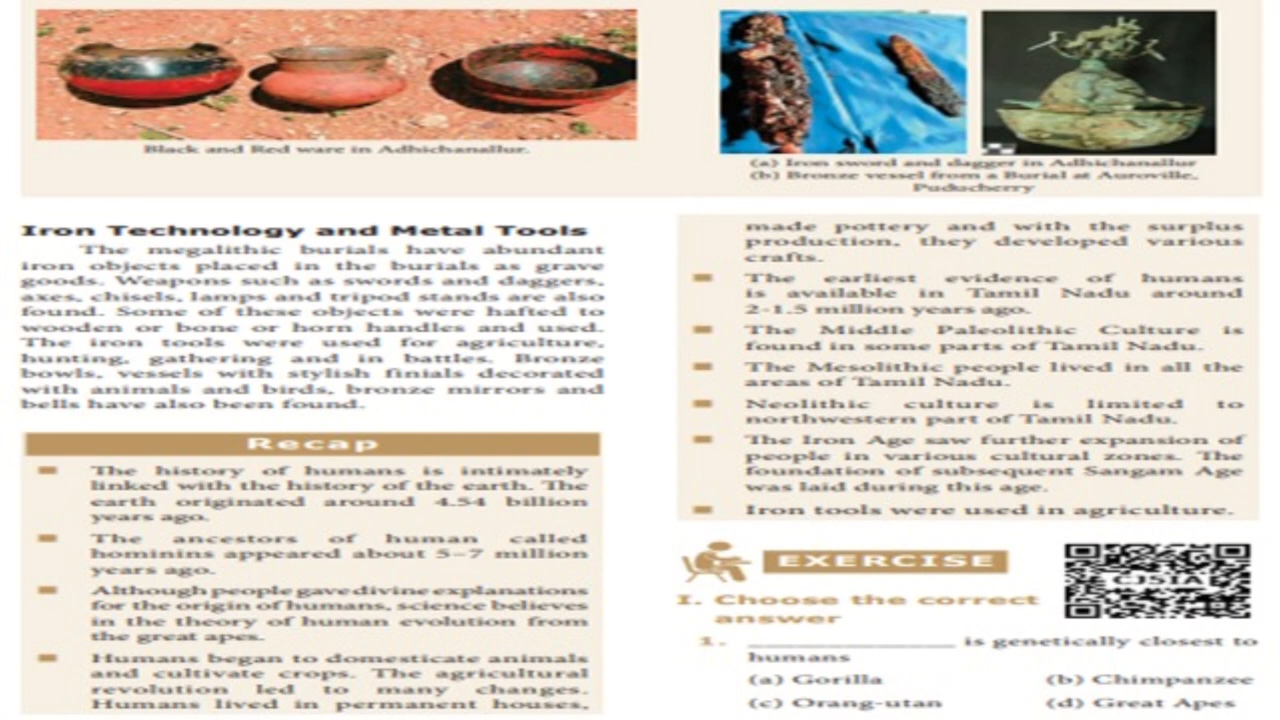 Black and Red ware in Adhichanallur.
(a) Iron sword and dagger in Adhichanallur
(b) Bronze vessel from a Burial at Auroville,
Puducherry
Iron Technology and Metal Tools
The megalithic burials have abundant
iron objects placed in the burials as grave
goods. Weapons such as swords and daggers,
axes, chisels, lamps and tripod stands are also
found. Some of these objects were hafted to
wooden or bone or horn handles and used.
The iron tools were used for agriculture,
hunting, gathering and in battles. Bronze
bowls, vessels with stylish finials decorated
with animals and birds, bronze mirrors and
bells have also been found.
Recap
The history of humans is intimately
linked with the history of the earth. The
earth originated around 4.54 billion
years ago.
The ancestors of human called
hominins appeared about 5–7 million
years ago.
Although people gave divine explanations
for the origin of humans, science believes
in the theory of human evolution from
the great apes.
Humans began to domesticate animals
and cultivate crops. The agricultural
revolution led to many changes.
Humans lived in permanent houses,
made pottery and with the surplus
production, they developed various
crafts.
The earliest evidence of humans
is available in Tamil Nadu around
2-1.5 million years ago.
The Middle Paleolithic Culture is
found in some parts of Tamil Nadu.
The Mesolithic people lived in all the
areas of Tamil Nadu.
Neolithic culture is limited to
northwestern part of Tamil Nadu.
The Iron Age saw further expansion of
people in various cultural zones. The
foundation of subsequent Sangam Age
was laid during this age.
Iron tools were used in agriculture.
EXERCISE
CJ5IA
I. Choose the correct
answer
1. ____________________ is genetically closest to
humans
(a) Gorilla (b) Chimpanzee
(c) Orang-utan (d) Great Apes